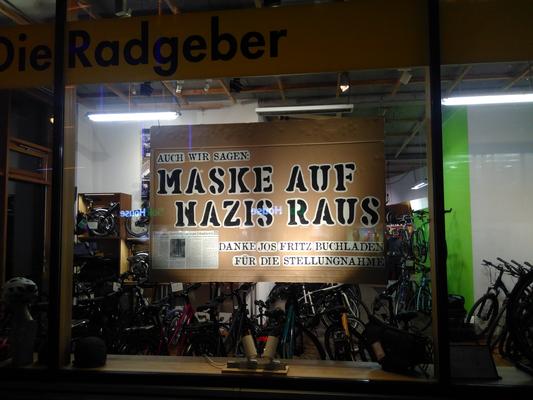 Die Radgeber
AUCH WIR SAGEN:
MASKE AUF
NAZIS RAUS
DANKE JOS FRITZ BUCHLADEN
FÜR DIE STELLUNGNAHME